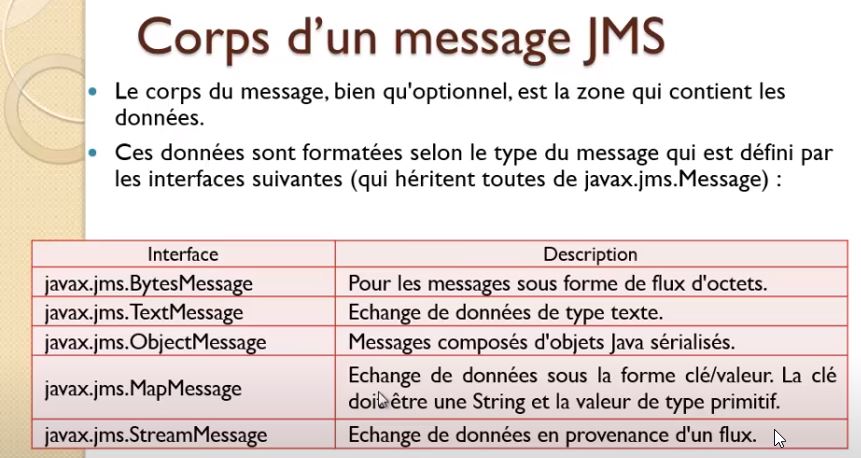 Corps d'un message JMS
Le corps du message, bien qu'optionnel, est la zone qui contient les
données.
Ces données sont formatées selon le type du message qui est défini par
les interfaces suivantes (qui héritent toutes de javax.jms.Message) :
Interface Description
javax.jms.BytesMessage Pour les messages sous forme de flux d'octets.
javax.jms.TextMessage Echange de données de type texte.
javax.jms.ObjectMessage Messages composés d'objets Java sérialisés.
javax.jms.MapMessage Echange de données sous la forme clé/valeur. La clé
doit être une String et la valeur de type primitif.
javax.jms.StreamMessage Echange de données en provenance d'un flux.